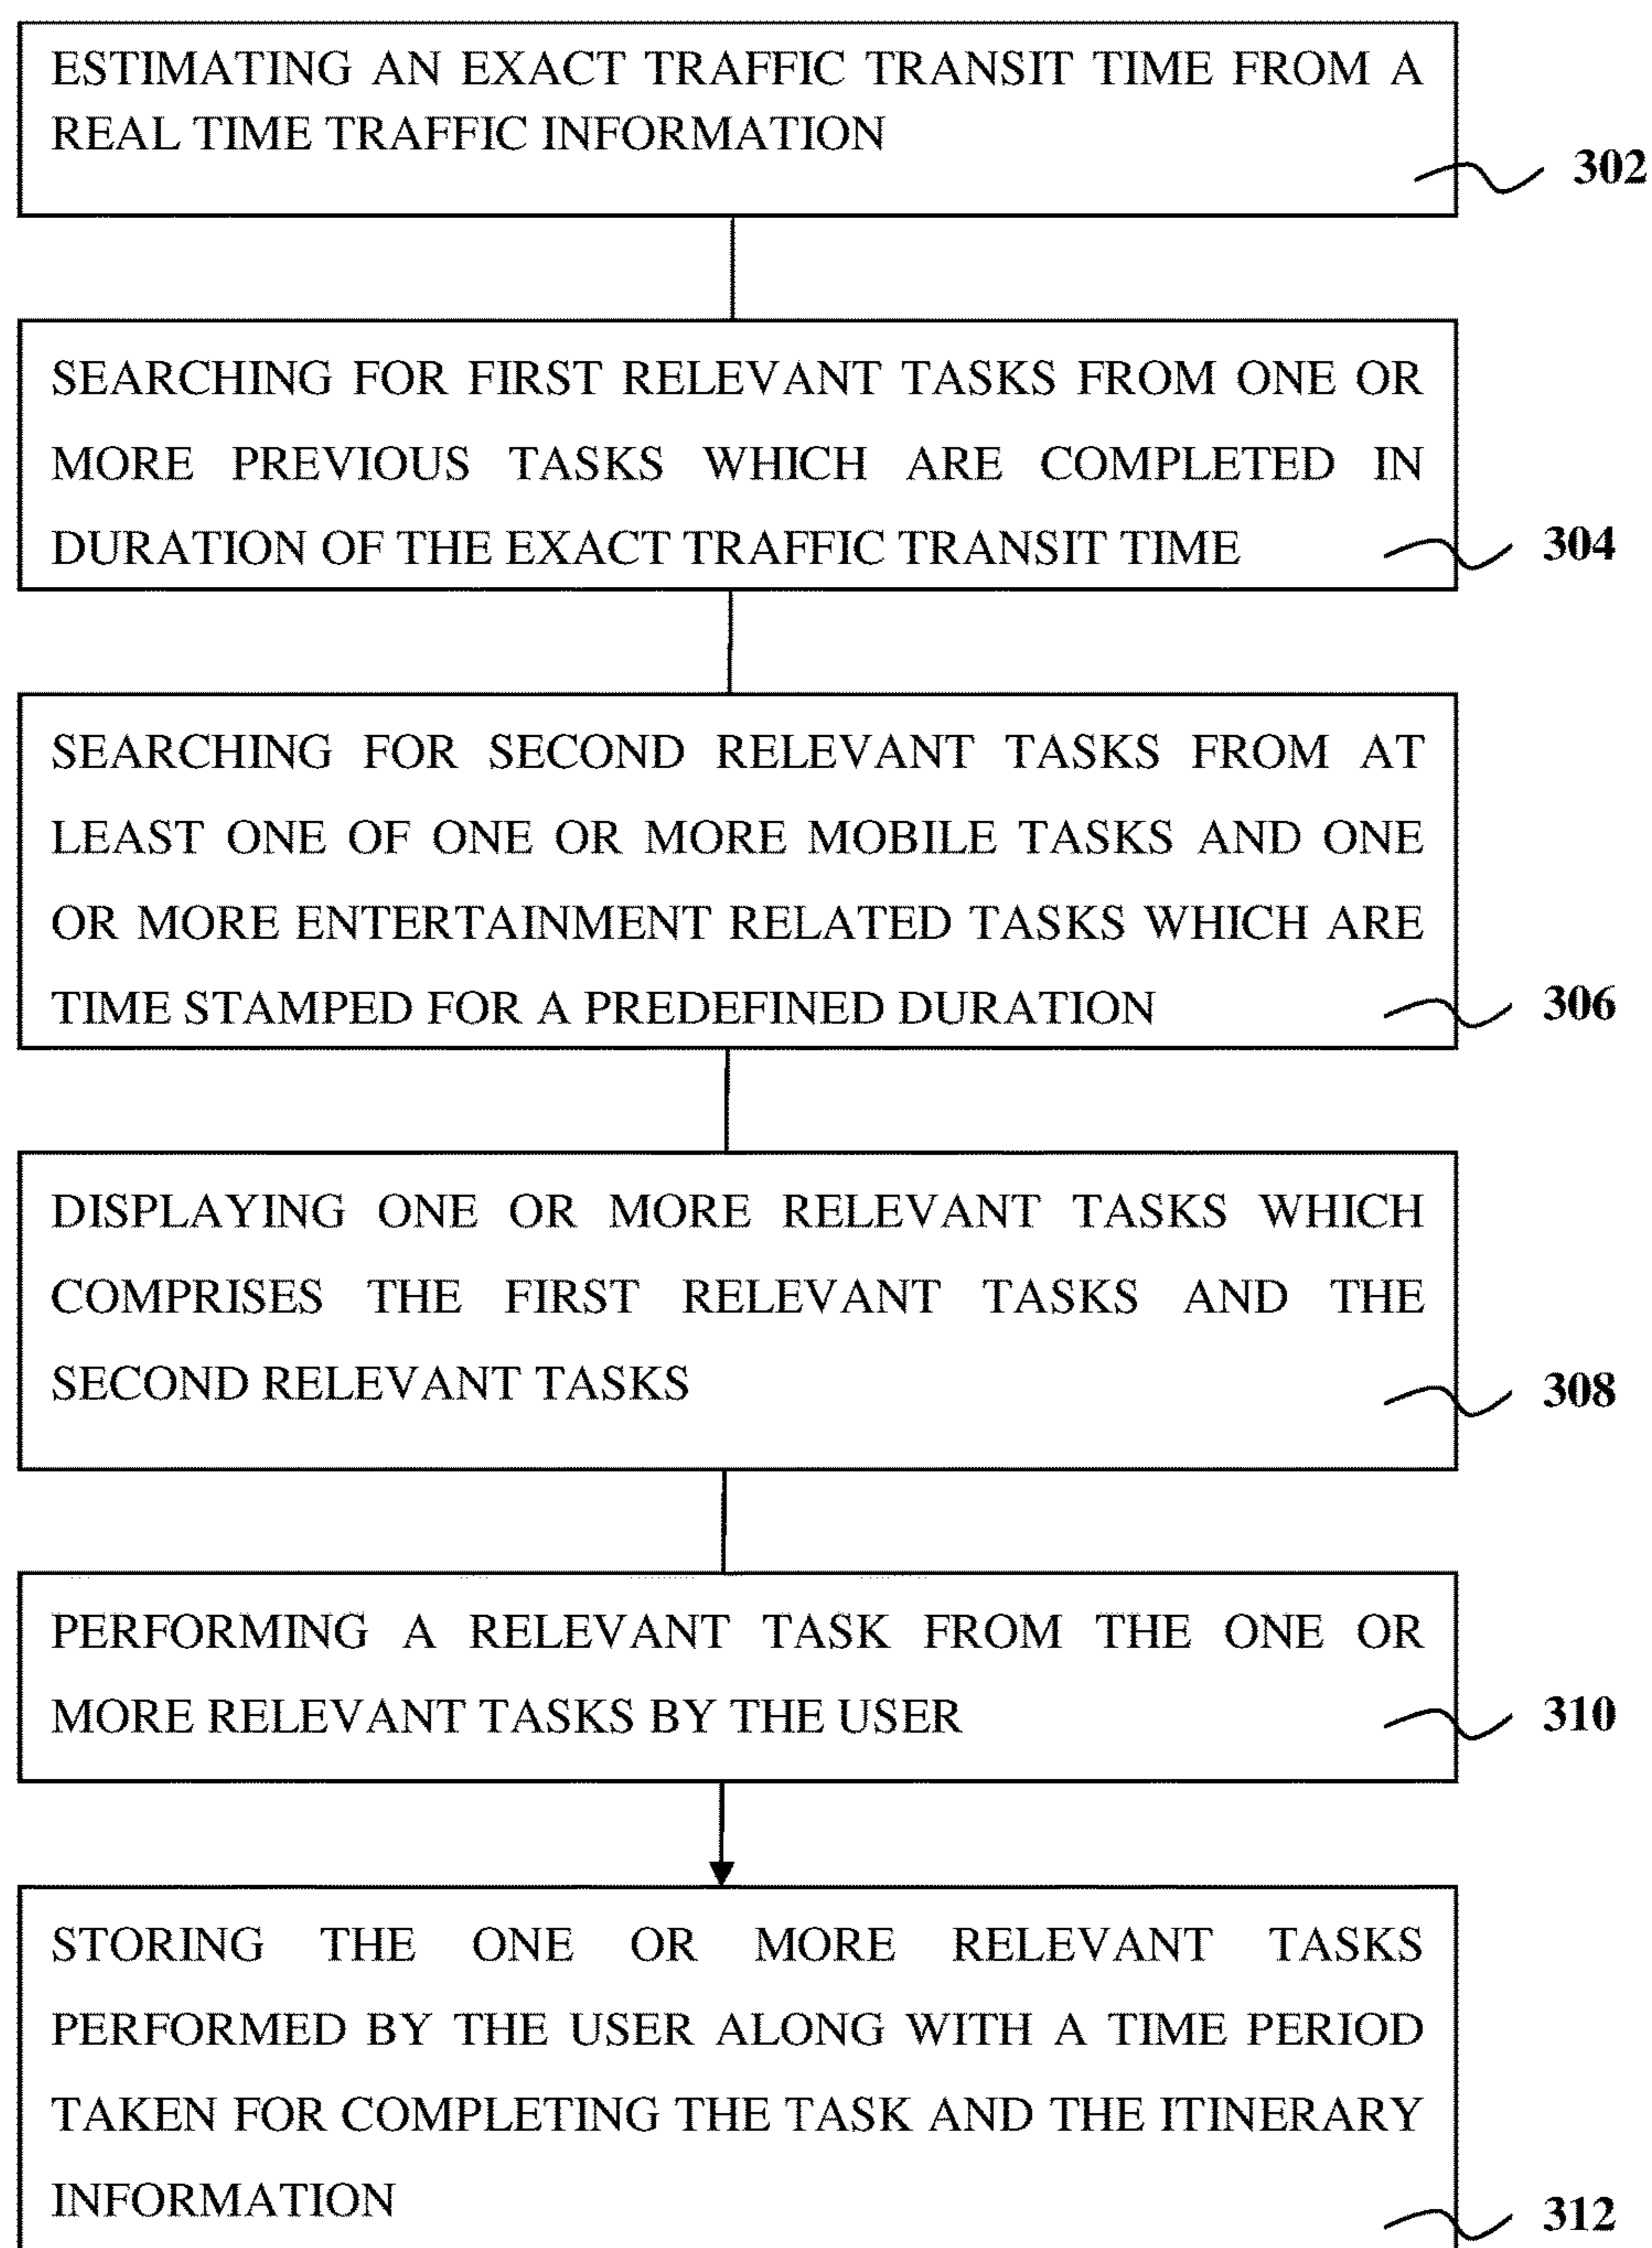 ESTIMATING AN EXACT TRAFFIC TRANSIT TIME FROM A
REAL TIME TRAFFIC INFORMATION
302
SEARCHING FOR FIRST RELEVANT TASKS FROM ONE OR
MORE PREVIOUS TASKS WHICH ARE COMPLETED IN
DURATION OF THE EXACT TRAFFIC TRANSIT TIME
304
SEARCHING FOR SECOND RELEVANT TASKS FROM AT
LEAST ONE OF ONE OR MORE MOBILE TASKS AND ONE
OR MORE ENTERTAINMENT RELATED TASKS WHICH ARE
TIME STAMPED FOR A PREDEFINED DURATION
306
DISPLAYING ONE OR MORE RELEVANT TASKS WHICH
COMPRISES THE FIRST RELEVANT TASKS AND THE
SECOND RELEVANT TASKS
308
PERFORMING A RELEVANT TASK FROM THE ONE OR
MORE RELEVANT TASKS BY THE USER
310
STORING THE ONE OR MORE RELEVANT TASKS
PERFORMED BY THE USER ALONG WITH A TIME PERIOD
TAKEN FOR COMPLETING THE TASK AND THE ITINERARY
INFORMATION
312